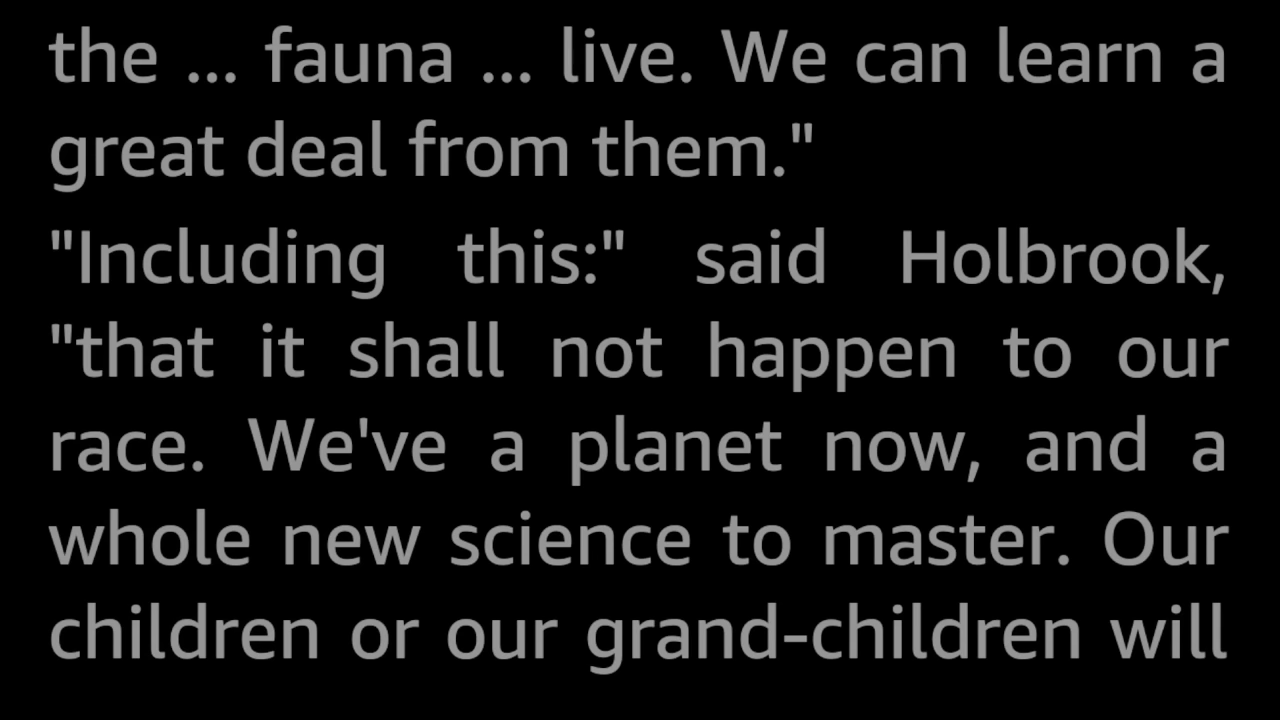 the ... fauna ... live. We can learn a
great deal from them."
"Including this:" said Holbrook,
"that it shall not happen to our
race. We've a planet now, and a
whole new science to master. Our
children or our grand-children will